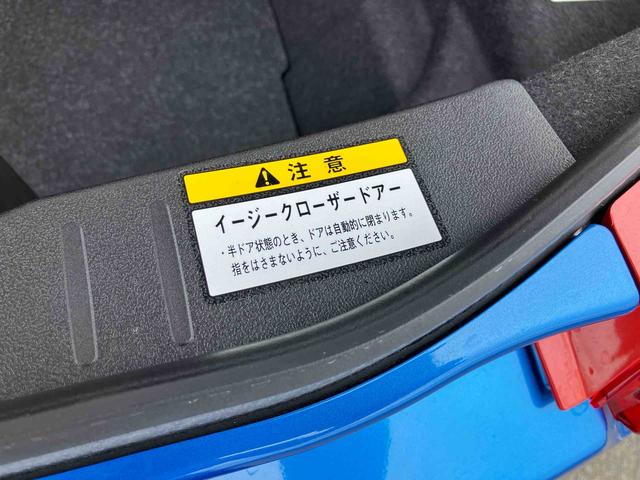 注意
イージークローザードアー
・半ドア状態のとき、ドアは自動的に閉まります。
指をはさまないように、ご注意ください。